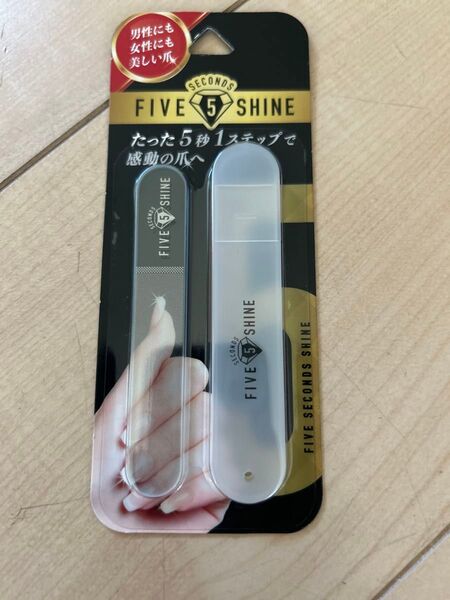 男性にも
女性にも
美しい爪
SECONDS
FIVE 5 SHINE
たった5秒1ステップで
感動の爪へ
SECONDS
FIVE 5 SHINE
SECONDS
FIVE 5 SHINE
FIVE SECONDS SHINE